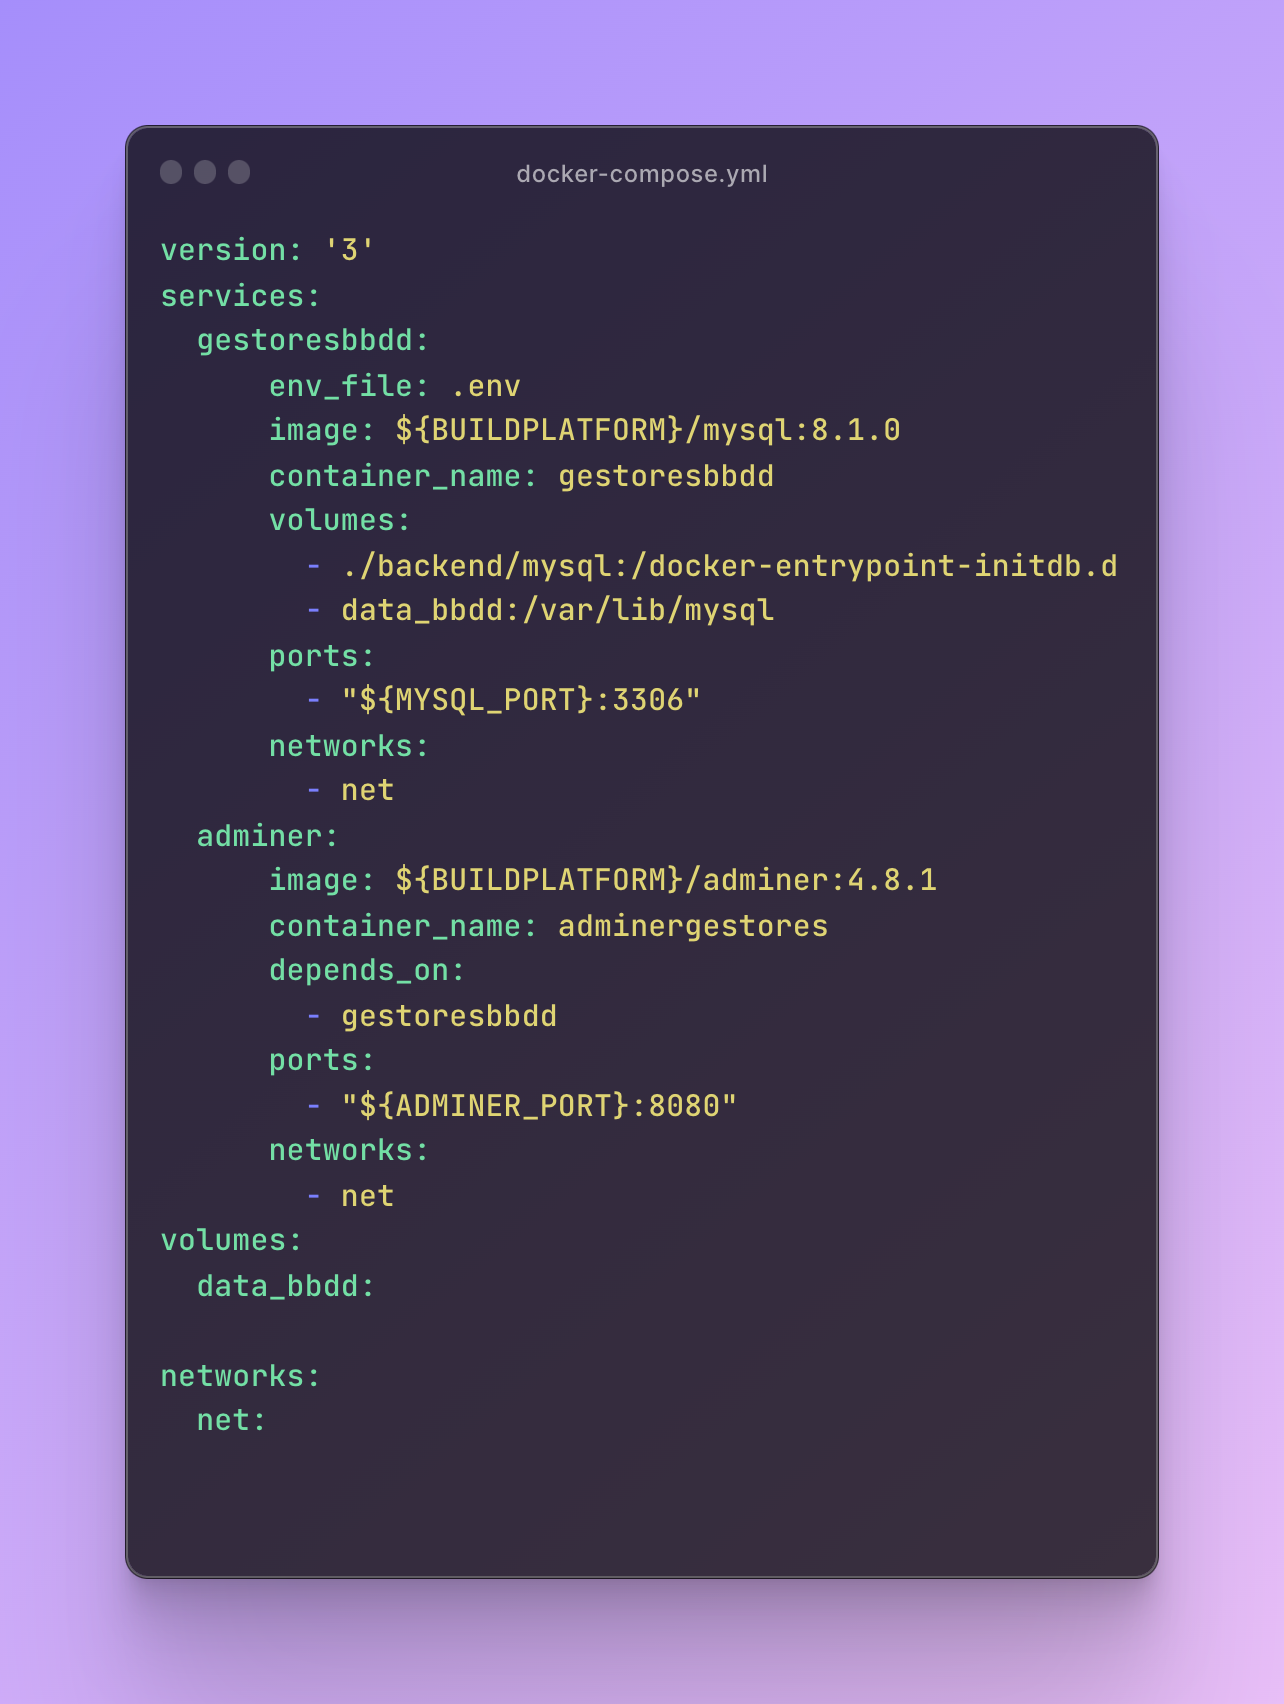 docker-compose.yml
version: '3'
services:
  gestoresbbdd:
      env_file: .env
      image: ${BUILDPLATFORM}/mysql:8.1.0
      container_name: gestoresbbdd
      volumes:
        - ./backend/mysql:/docker-entrypoint-initdb.d
        - data_bbdd:/var/lib/mysql
      ports:
        - "${MYSQL_PORT}:3306"
      networks:
        - net
  adminer:
      image: ${BUILDPLATFORM}/adminer:4.8.1
      container_name: adminergestores
      depends_on:
        - gestoresbbdd
      ports:
        - "${ADMINER_PORT}:8080"
      networks:
        - net
volumes:
  data_bbdd:

networks:
  net: